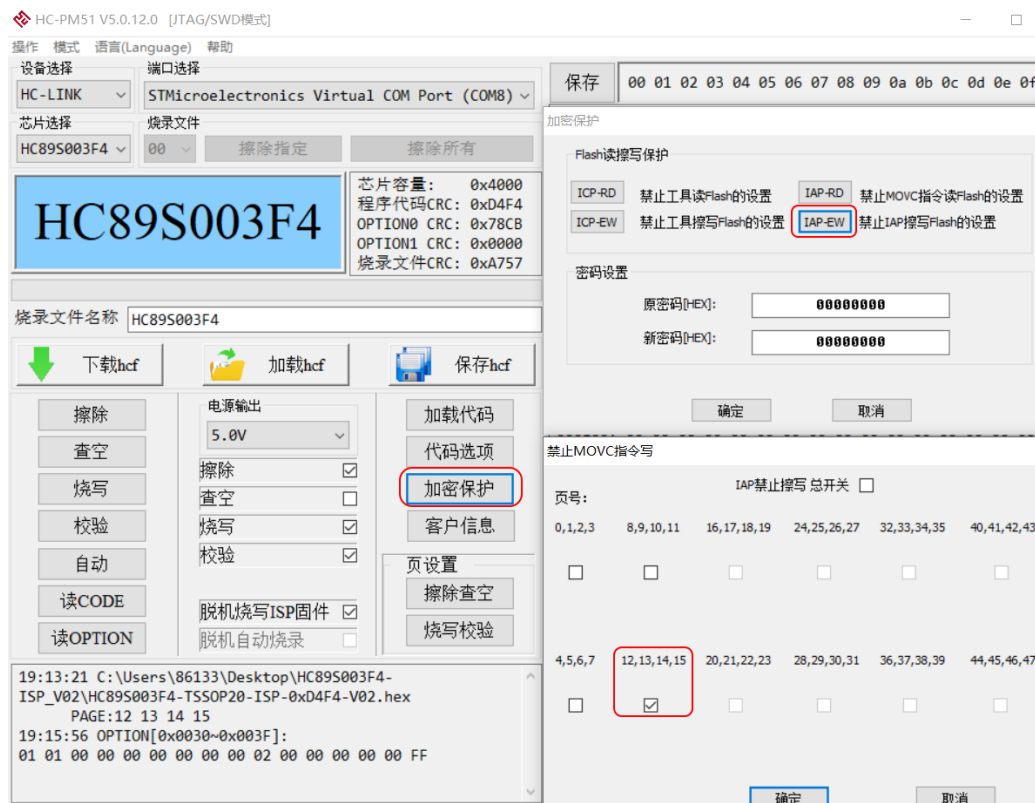 HC-PM51 V5.0.12.0 [JTAG/SWD模式]
操作 模式 语言(Language) 帮助
设备选择 端口选择
HC-LINK STMicroelectronics Virtual COM Port (COM8)
芯片选择 烧录文件
HC89S003F4 00 擦除指定 擦除所有
HC89S003F4
芯片容量: 0x4000
程序代码CRC: 0xD4F4
OPTION0 CRC: 0x78CB
OPTION1 CRC: 0x0000
烧录文件CRC: 0xA757
烧录文件名称 HC89S003F4
下载hcf 加载hcf 保存hcf
擦除
查空
烧写
校验
自动
读CODE
读OPTION
电源输出
5.0V
擦除
查空
烧写
校验
脱机烧写ISP固件
脱机自动烧录
加载代码
代码选项
加密保护
客户信息
页设置
擦除查空
烧写校验
19:13:21 C:\Users\86133\Desktop\HC89S003F4-
ISP_V02\HC89S003F4-TSSOP20-ISP-0xD4F4-V02.hex
PAGE:12 13 14 15
19:15:56 OPTION[0x0030~0x003F]:
01 01 00 00 00 00 00 00 00 02 00 00 00 00 00 FF
保存 00 01 02 03 04 05 06 07 08 09 0a 0b 0c 0d 0e 0f
加密保护
Flash读擦写保护
ICP-RD 禁止工具读Flash的设置 IAP-RD 禁止MOVC指令读Flash的设置
ICP-EW 禁止工具擦写Flash的设置 IAP-EW 禁止IAP擦写Flash的设置
密码设置
原密码[HEX]: 00000000
新密码[HEX]: 00000000
确定 取消
禁止MOVC指令写
IAP禁止擦写 总开关
页号:
0,1,2,3 8,9,10,11 16,17,18,19 24,25,26,27 32,33,34,35 40,41,42,43
4,5,6,7 12,13,14,15 20,21,22,23 28,29,30,31 36,37,38,39 44,45,46,47
确定 取消